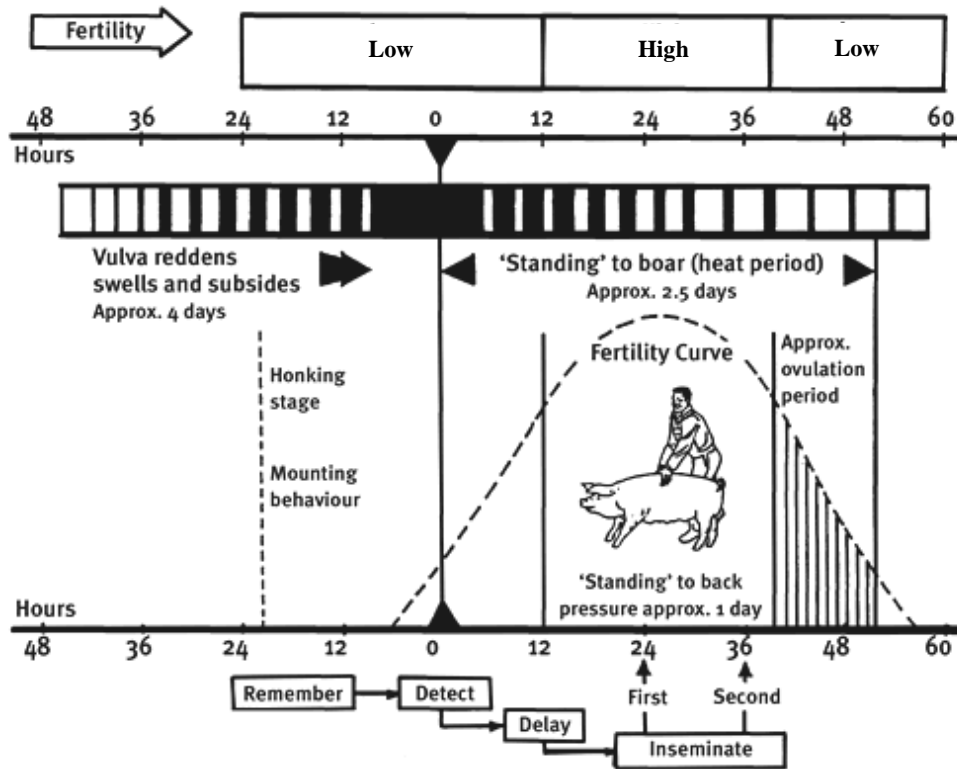 Fertility
Low High Low
48 36 24 12 0 12 24 36 48 60
Hours
Vulva reddens
swells and subsides
Approx. 4 days
‘Standing’ to boar (heat period)
Approx. 2.5 days
Honking
stage
Mounting
behaviour
Fertility Curve
Approx.
ovulation
period
‘Standing’ to back
pressure approx. 1 day
Hours
48 36 24 12 0 12 24 36 48 60
Remember
Detect
Delay
First Second
Inseminate